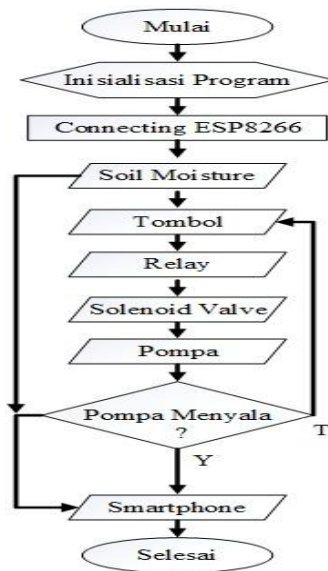 Mulai
Inisialisasi Program
Connecting ESP8266
Soil Moisture
Tombol
Relay
Solenoid Valve
Pompa
Pompa Menyala
?
T
Y
Smartphone
Selesai